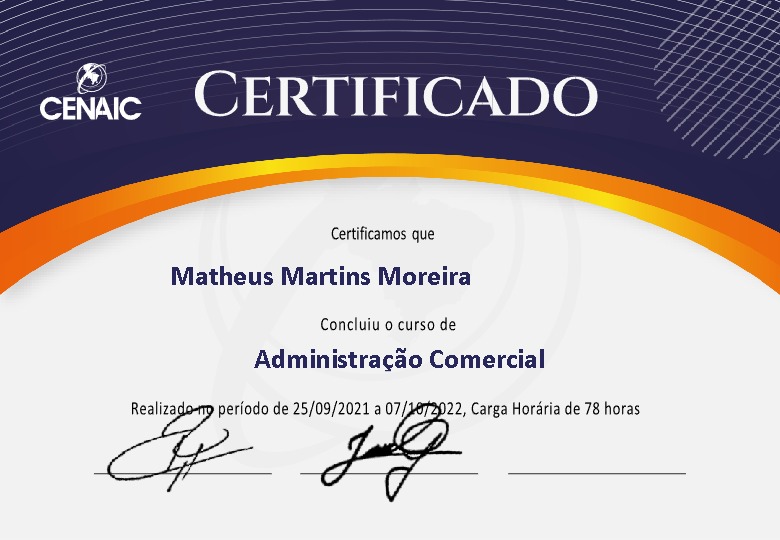 CENAIC
CERTIFICADO
Certificamos que
Matheus Martins Moreira
Concluiu o curso de
Administração Comercial
Realizado no período de 25/09/2021 a 07/10/2022, Carga Horária de 78 horas